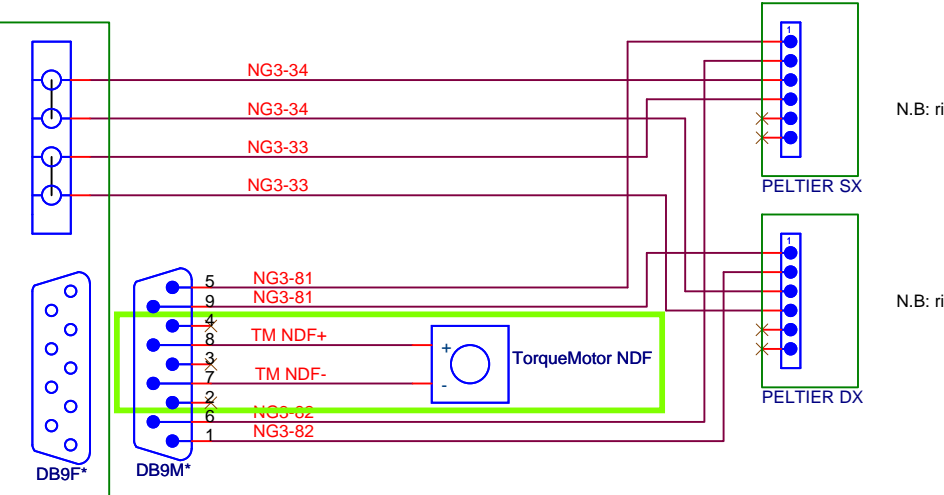 1
NG3-34
NG3-34
N.B: ri
NG3-33
NG3-33
PELTIER SX
1
5 NG3-81
9 NG3-81
N.B: ri
4
8 TM NDF+
+ TorqueMotor NDF
3
7 TM NDF-
-
2
PELTIER DX
6 NG3-82
1 NG3-82
DB9F*
DB9M*